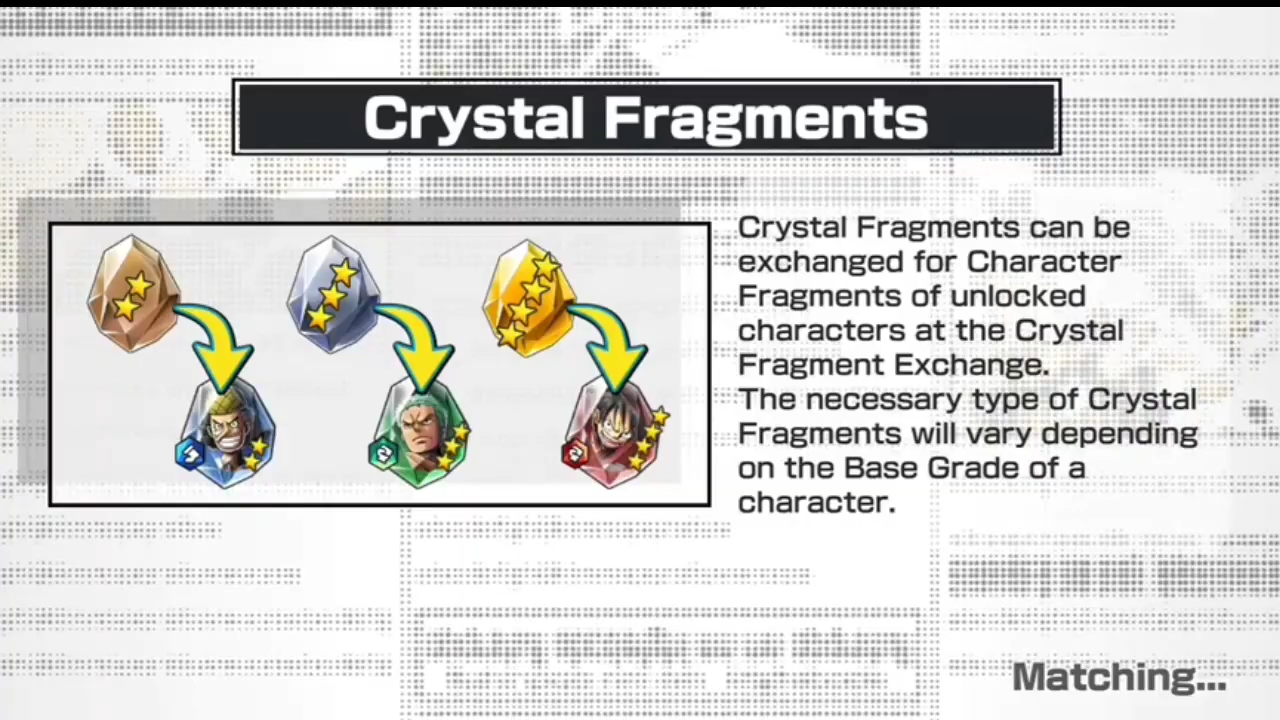 Crystal Fragments
Crystal Fragments can be
exchanged for Character
Fragments of unlocked
characters at the Crystal
Fragment Exchange.
The necessary type of Crystal
Fragments will vary depending
on the Base Grade of a
character.
Matching...